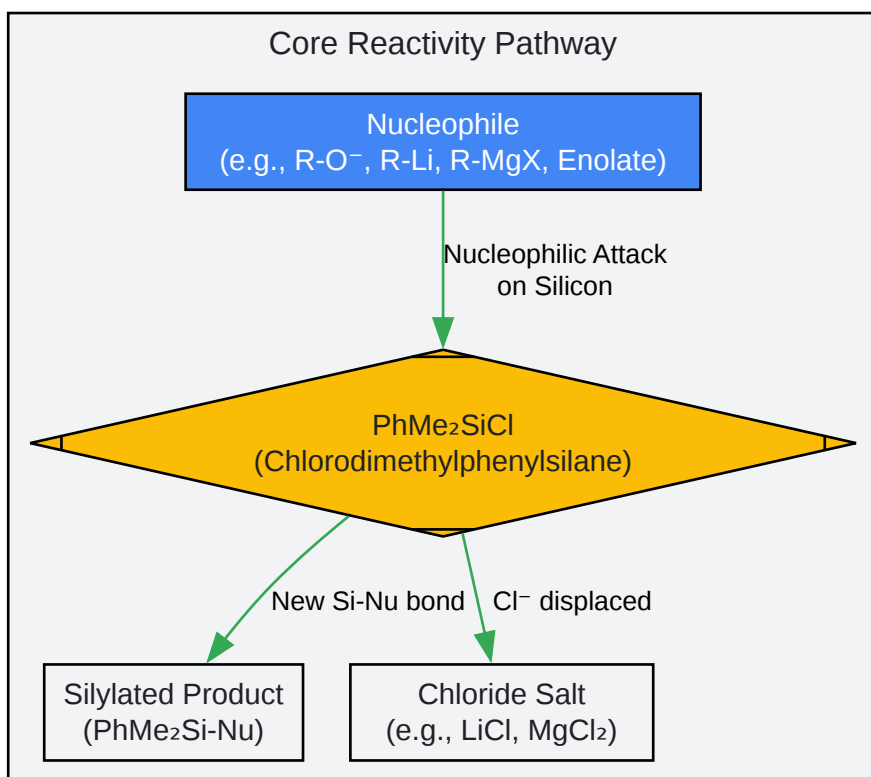 Core Reactivity Pathway
Nucleophile
(e.g., R-O⁻, R-Li, R-MgX, Enolate)
Nucleophilic Attack
on Silicon
PhMe₂SiCl
(Chlorodimethylphenylsilane)
New Si-Nu bond
Cl⁻ displaced
Silylated Product
(PhMe₂Si-Nu)
Chloride Salt
(e.g., LiCl, MgCl₂)